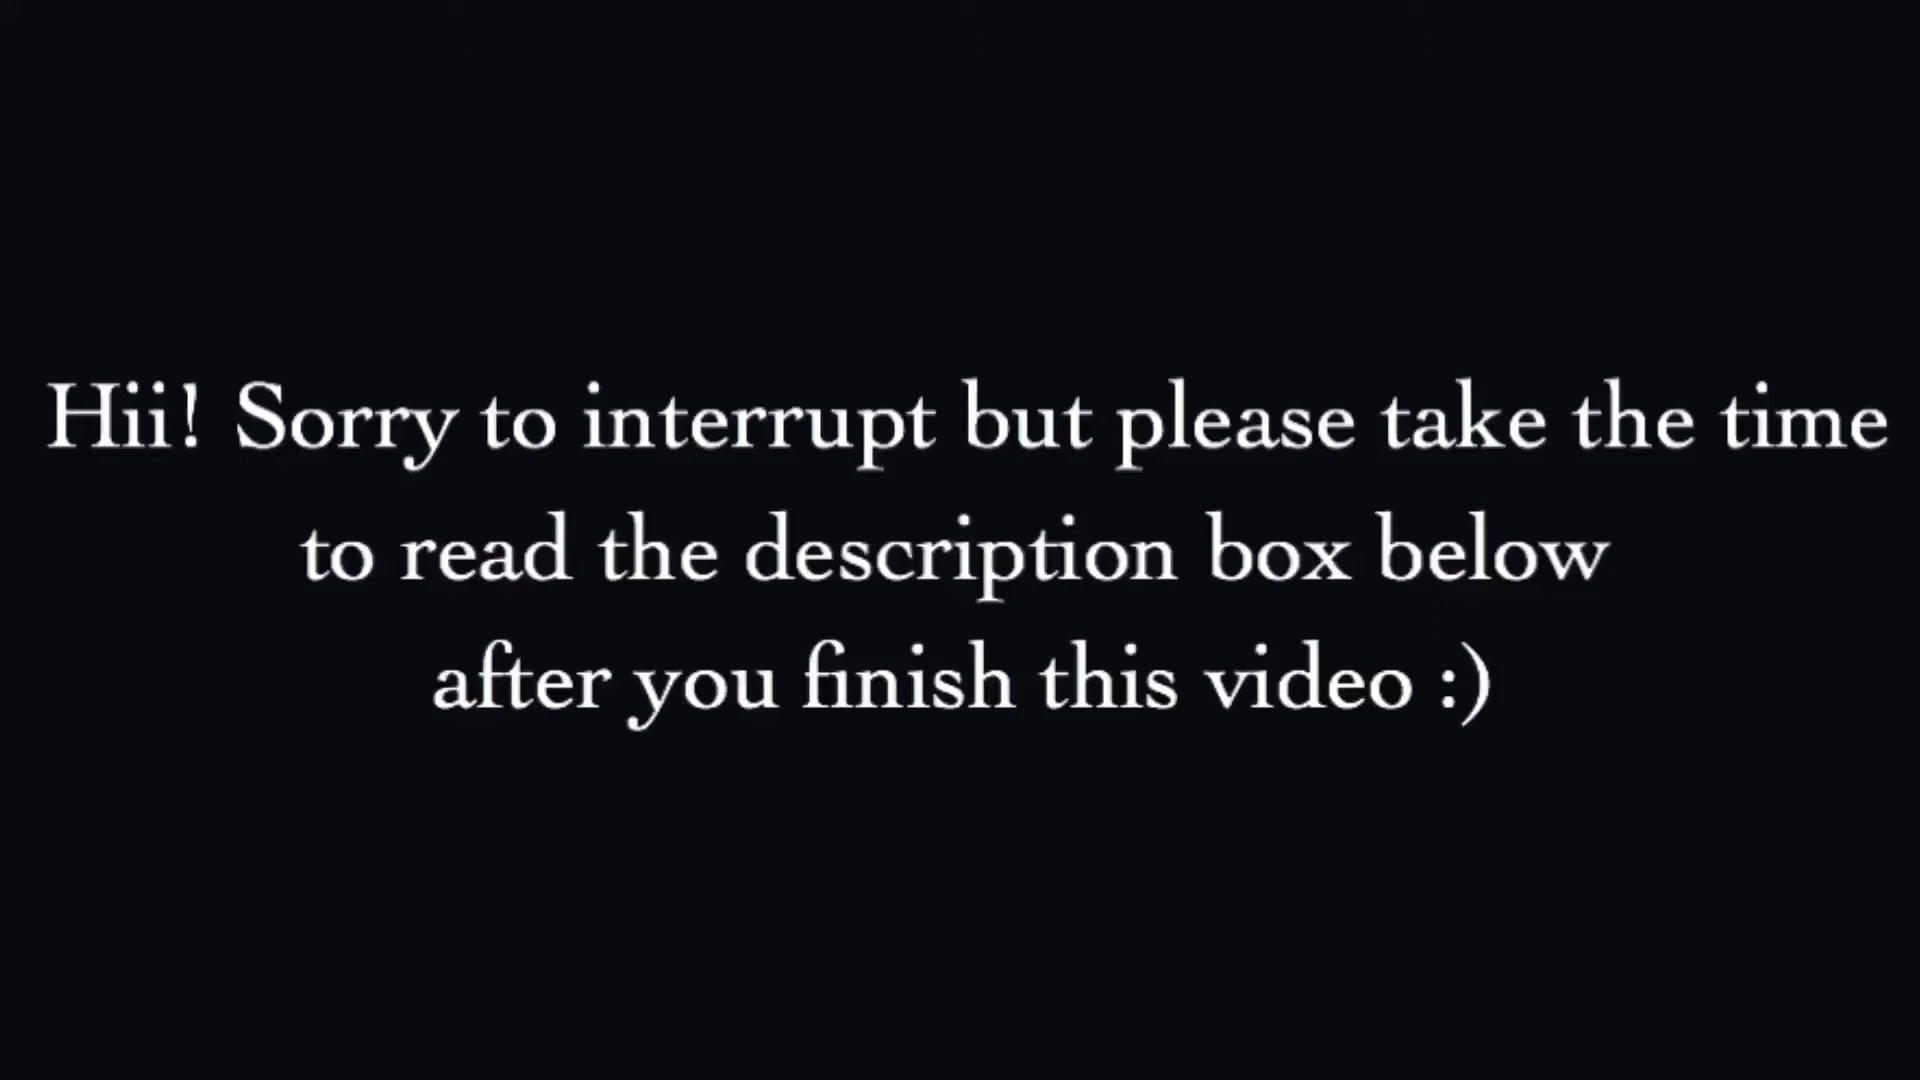 Hii! Sorry to interrupt but please take the time
to read the description box below
after you finish this video :)